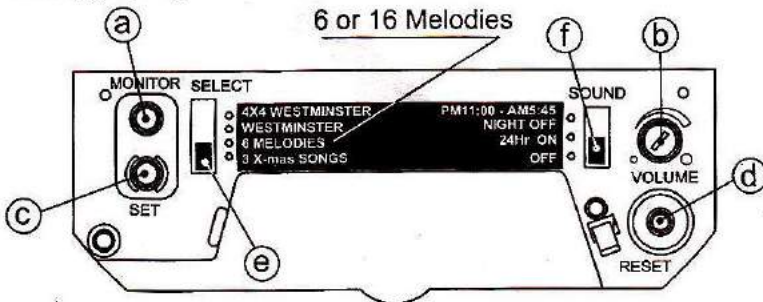 6 or 16 Melodies
a
f
b
MONITOR
SELECT
SOUND
4X4 WESTMINSTER PM11:00 - AM5:45
WESTMINSTER NIGHT OFF
6 MELODIES 24Hr ON
3 X-mas SONGS OFF
c
SET
VOLUME
d
e
RESET